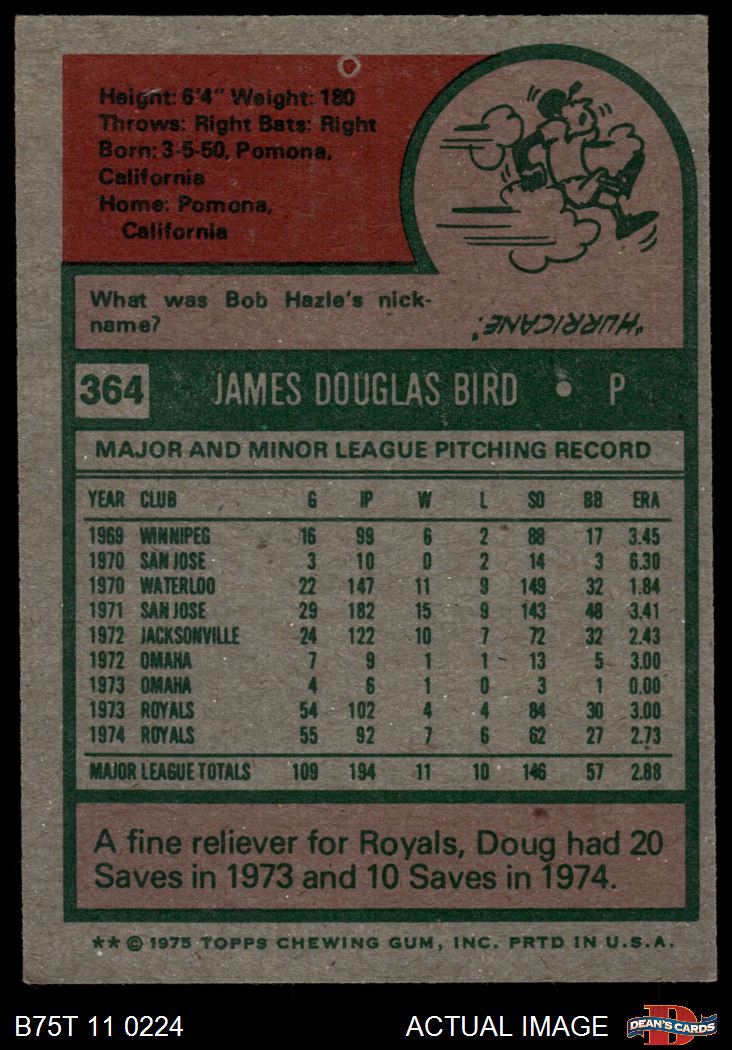 Height: 6'4" Weight: 180
Throws: Right Bats: Right
Born: 3-5-50, Pomona,
California
Home: Pomona,
California
What was Bob Hazle's nick-
name?
"HURRICANE."
364 JAMES DOUGLAS BIRD • P
MAJOR AND MINOR LEAGUE PITCHING RECORD
YEAR CLUB G IP W L SO BB ERA
1969 WINNIPEG 16 99 6 2 88 17 3.45
1970 SAN JOSE 3 10 0 2 14 3 6.30
1970 WATERLOO 22 147 11 9 149 32 1.84
1971 SAN JOSE 29 182 15 9 143 48 3.41
1972 JACKSONVILLE 24 122 10 7 72 32 2.43
1972 OMAHA 7 9 1 1 13 5 3.00
1973 OMAHA 4 6 1 0 3 1 0.00
1973 ROYALS 54 102 4 4 84 30 3.00
1974 ROYALS 55 92 7 6 62 27 2.73
MAJOR LEAGUE TOTALS 109 194 11 10 146 57 2.88
A fine reliever for Royals, Doug had 20
Saves in 1973 and 10 Saves in 1974.
** © 1975 TOPPS CHEWING GUM, INC. PRTD IN U.S.A.
B75T 11 0224 ACTUAL IMAGE DEAN'S CARDS